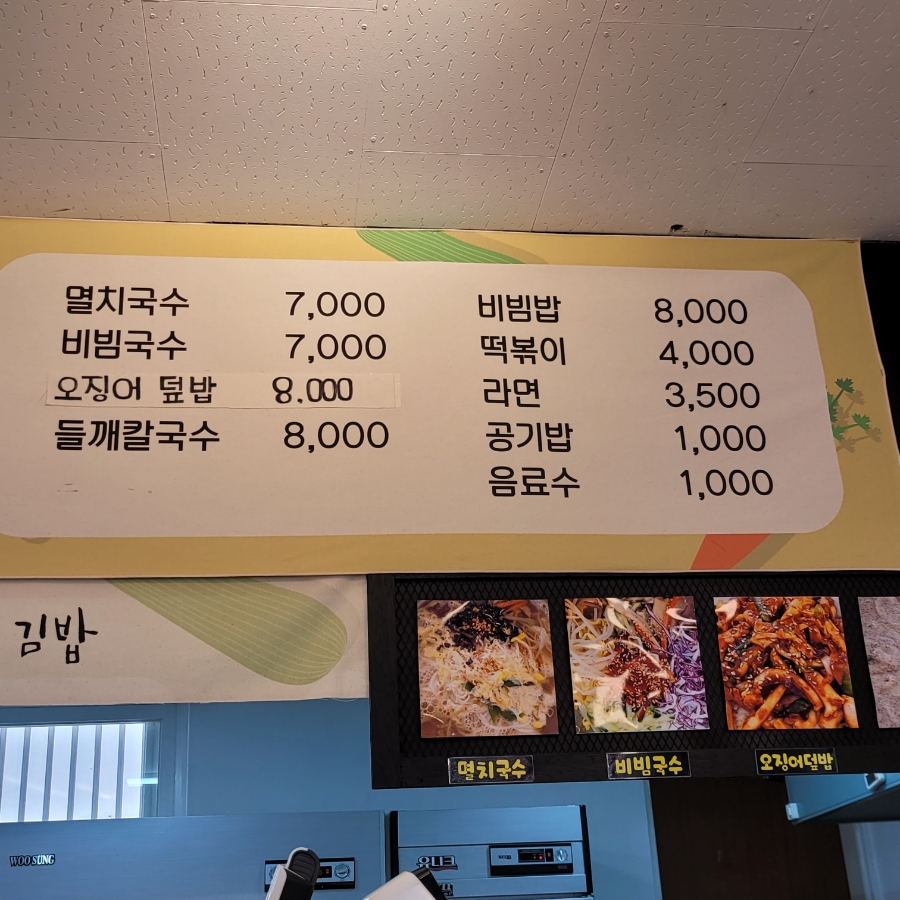 멸치국수 7,000
비빔국수 7,000
오징어 덮밥 8.000
들깨칼국수 8,000
비빔밥 8,000
떡볶이 4,000
라면 3,500
공기밥 1,000
음료수 1,000
김밥
멸치국수
비빔국수
오징어덮밥
WOOSUNG
유니크